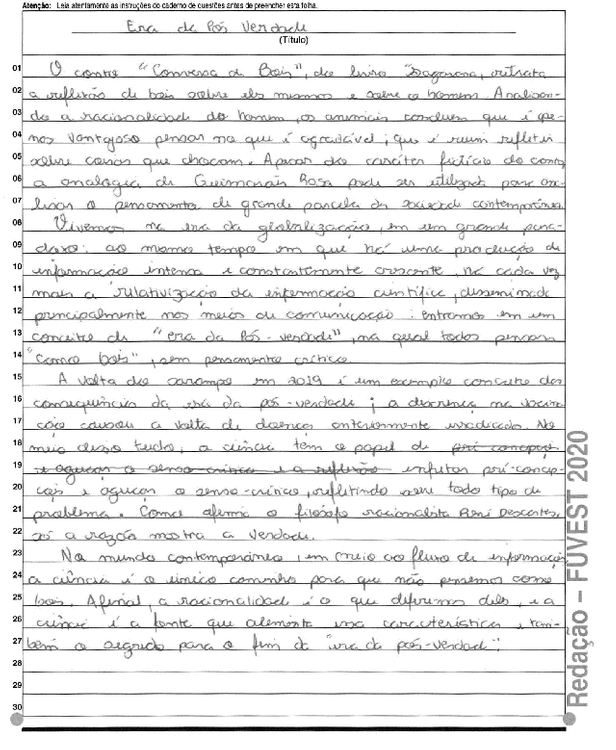 Atenção: Leia atentamente as instruções do caderno de questões antes de preencher esta folha.
Era da Pós Verdade
(Título)
01 O conto "Conversa de Bois", do livro "Sagarana, retrata
02 a reflexão de bois sobre eles mesmos e sobre o homem. Analisan-
03 do a racionalidade do homem, os animais concluem que é ape-
04 nas vantajoso pensar no que é agradável; que é ruim refletir
05 sobre coisas que chocam. Apesar do caráter fictício do conto,
06 a analogia de Guimarães Rosa pode ser utilizada para ana-
07 lisar o pensamento de grande parcela da sociedade contemporânea.
08 Vivemos na era da globalização, em um grande para-
09 doxo: ao mesmo tempo em que há uma produção de
10 informação intensa e constantemente crescente, há cada vez
11 mais a relativização da informação científica, disseminada
12 principalmente nos meios de comunicação: entramos em um
13 conceito de "era da Pós-verdade", na qual todos pensam
14 "como bois", sem pensamento crítico.
15 A volta do sarampo em 2019 é um exemplo concreto das
16 consequências da era da pós-verdade; a descrença na vacina-
17 ção causou a volta de doenças anteriormente erradicadas. No
18 meio disso tudo, a ciência tem o papel de pré-concepçõ
19 e aguçar o senso crítico e a reflexão enfrentar pré-concep-
20 ções e aguçar o senso-crítico, refletindo sobre todo tipo de
21 problema. Como afirma o filósofo racionalista René Descartes,
22 só a razão mostra a verdade.
23 No mundo contemporâneo, em meio ao fluxo de informação
24 a ciência é o único caminho para que não pensemos como
25 bois. Afinal, a racionalidade é o que diferimos deles, e a
26 ciência é a fonte que alimenta essa característica e tam-
27 bém o segredo para o fim da "era da pós-verdade".
28
29
30
Redação – FUVEST 2020